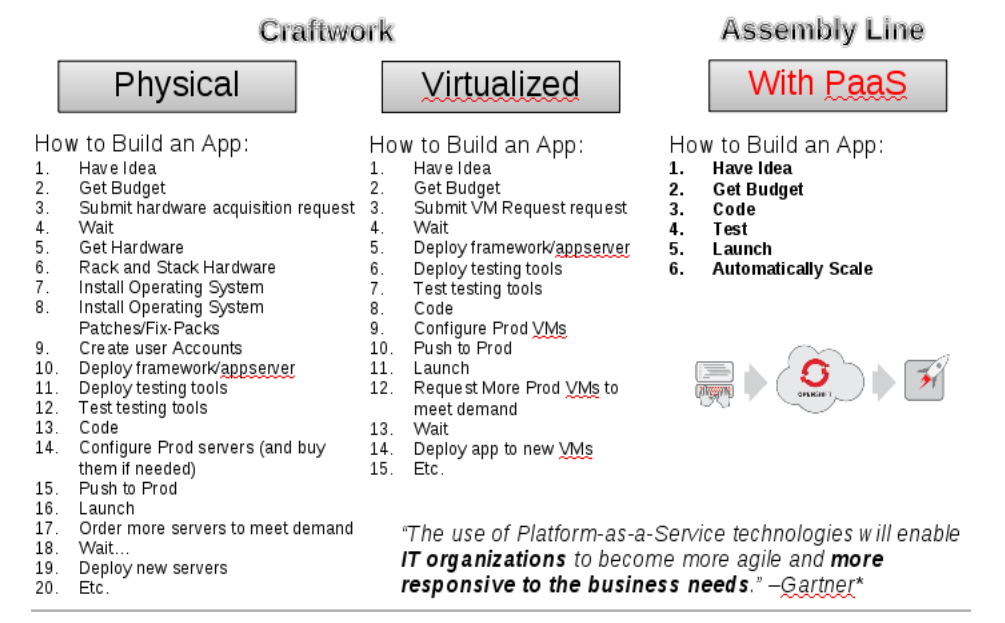 Craftwork
Assembly Line
Physical
Virtualized
With PaaS
How to Build an App:
1. Have Idea
2. Get Budget
3. Submit hardware acquisition request
4. Wait
5. Get Hardware
6. Rack and Stack Hardware
7. Install Operating System
8. Install Operating System
Patches/Fix-Packs
9. Create user Accounts
10. Deploy framework/appserver
11. Deploy testing tools
12. Test testing tools
13. Code
14. Configure Prod servers (and buy
them if needed)
15. Push to Prod
16. Launch
17. Order more servers to meet demand
18. Wait...
19. Deploy new servers
20. Etc.
How to Build an App:
1. Have Idea
2. Get Budget
3. Submit VM Request request
4. Wait
5. Deploy framework/appserver
6. Deploy testing tools
7. Test testing tools
8. Code
9. Configure Prod VMs
10. Push to Prod
11. Launch
12. Request More Prod VMs to
meet demand
13. Wait
14. Deploy app to new VMs
15. Etc.
How to Build an App:
1. Have Idea
2. Get Budget
3. Code
4. Test
5. Launch
6. Automatically Scale
OPENSHIFT
“The use of Platform-as-a-Service technologies will enable
IT organizations to become more agile and more
responsive to the business needs.” –Gartner*